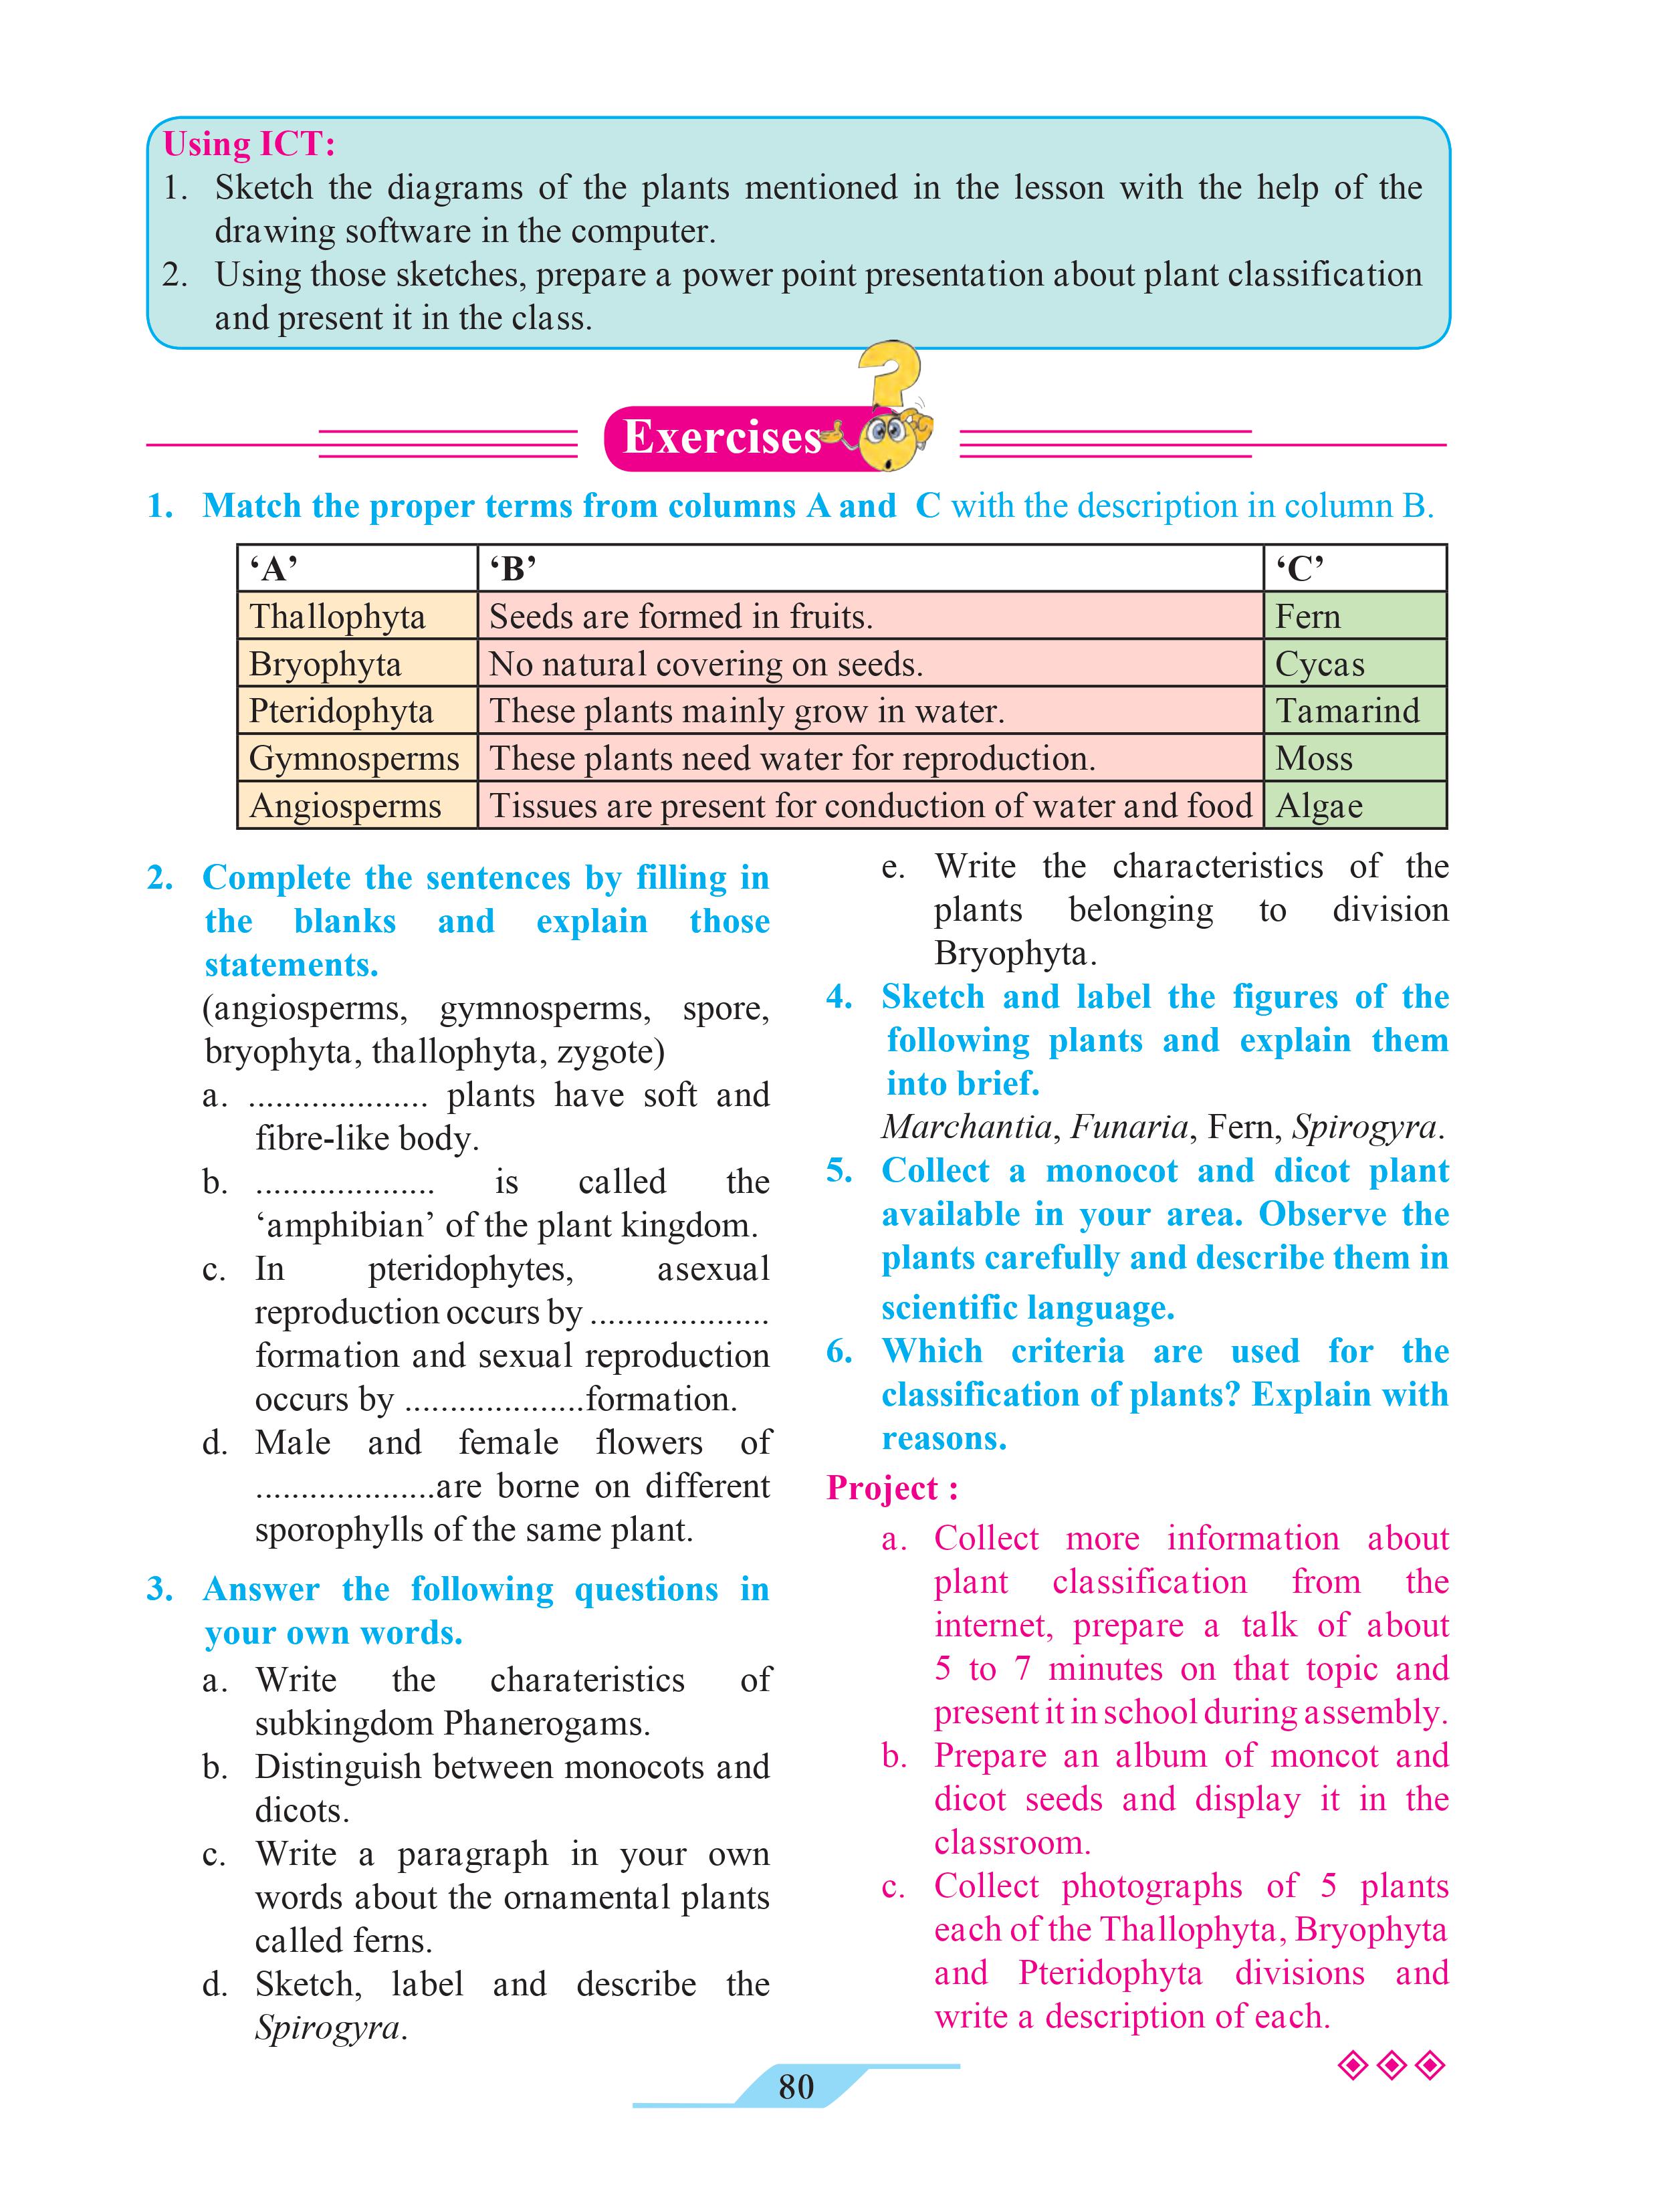 Using ICT:
1. Sketch the diagrams of the plants mentioned in the lesson with the help of the
drawing software in the computer.
2. Using those sketches, prepare a power point presentation about plant classification
and present it in the class.
Exercises
1. Match the proper terms from columns A and C with the description in column B.
‘A’ ‘B’ ‘C’
Thallophyta Seeds are formed in fruits. Fern
Bryophyta No natural covering on seeds. Cycas
Pteridophyta These plants mainly grow in water. Tamarind
Gymnosperms These plants need water for reproduction. Moss
Angiosperms Tissues are present for conduction of water and food Algae
2. Complete the sentences by filling in
the blanks and explain those
statements.
(angiosperms, gymnosperms, spore,
bryophyta, thallophyta, zygote)
a. .................... plants have soft and
fibre-like body.
b. .................... is called the
‘amphibian’ of the plant kingdom.
c. In pteridophytes, asexual
reproduction occurs by ....................
formation and sexual reproduction
occurs by ....................formation.
d. Male and female flowers of
....................are borne on different
sporophylls of the same plant.
3. Answer the following questions in
your own words.
a. Write the charateristics of
subkingdom Phanerogams.
b. Distinguish between monocots and
dicots.
c. Write a paragraph in your own
words about the ornamental plants
called ferns.
d. Sketch, label and describe the
Spirogyra.
e. Write the characteristics of the
plants belonging to division
Bryophyta.
4. Sketch and label the figures of the
following plants and explain them
into brief.
Marchantia, Funaria, Fern, Spirogyra.
5. Collect a monocot and dicot plant
available in your area. Observe the
plants carefully and describe them in
scientific language.
6. Which criteria are used for the
classification of plants? Explain with
reasons.
Project :
a. Collect more information about
plant classification from the
internet, prepare a talk of about
5 to 7 minutes on that topic and
present it in school during assembly.
b. Prepare an album of moncot and
dicot seeds and display it in the
classroom.
c. Collect photographs of 5 plants
each of the Thallophyta, Bryophyta
and Pteridophyta divisions and
write a description of each.
80